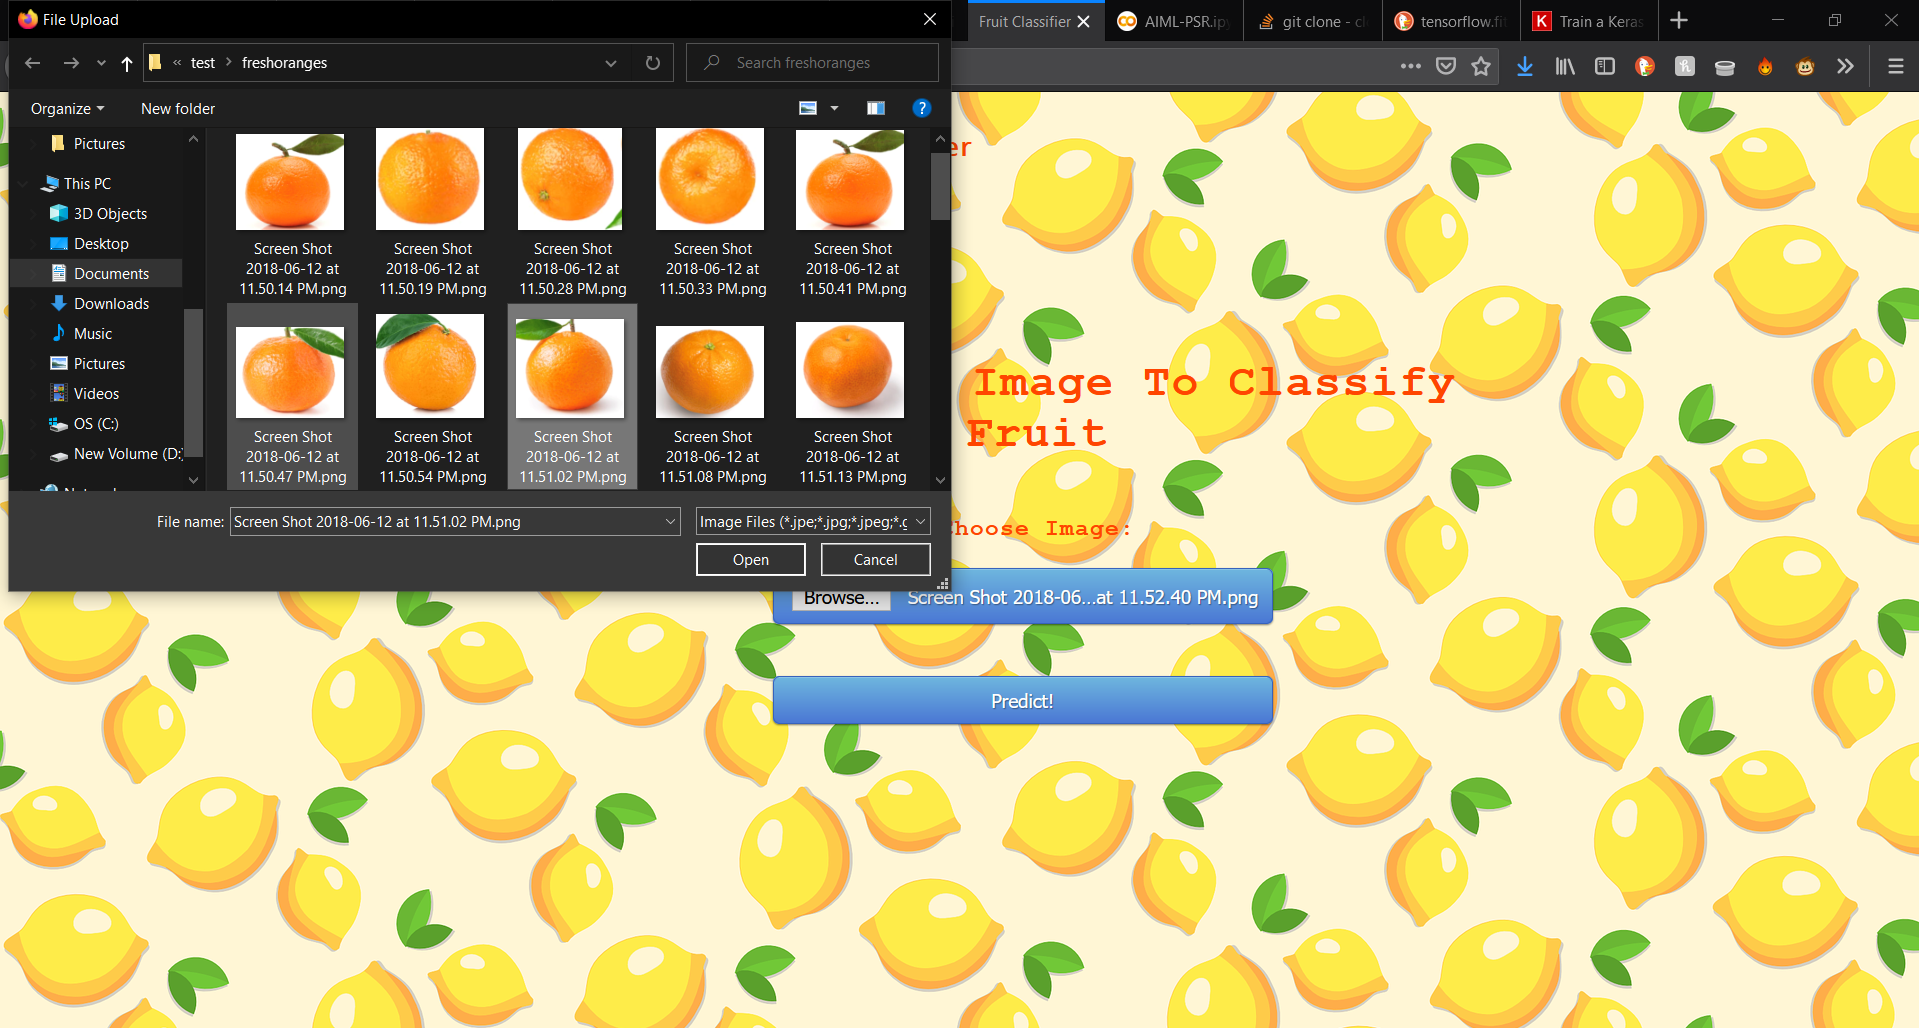 File Upload
Fruit Classifier
AIML-PSR.ip
git clone - cl
tensorflow.fi
K Train a Keras
« test > freshoranges
Search freshoranges
Organize
New folder
Pictures
This PC
3D Objects
Desktop
Documents
Downloads
Music
Pictures
Videos
OS (C:)
New Volume (D:
Screen Shot 2018-06-12 at 11.50.14 PM.png
Screen Shot 2018-06-12 at 11.50.19 PM.png
Screen Shot 2018-06-12 at 11.50.28 PM.png
Screen Shot 2018-06-12 at 11.50.33 PM.png
Screen Shot 2018-06-12 at 11.50.41 PM.png
Screen Shot 2018-06-12 at 11.50.47 PM.png
Screen Shot 2018-06-12 at 11.50.54 PM.png
Screen Shot 2018-06-12 at 11.51.02 PM.png
Screen Shot 2018-06-12 at 11.51.08 PM.png
Screen Shot 2018-06-12 at 11.51.13 PM.png
File name: Screen Shot 2018-06-12 at 11.51.02 PM.png
Image Files (*.jpe;*.jpg;*.jpeg;*.g
Open
Cancel
er
Image To Classify
Fruit
Choose Image:
Browse... Screen Shot 2018-06...at 11.52.40 PM.png
Predict!